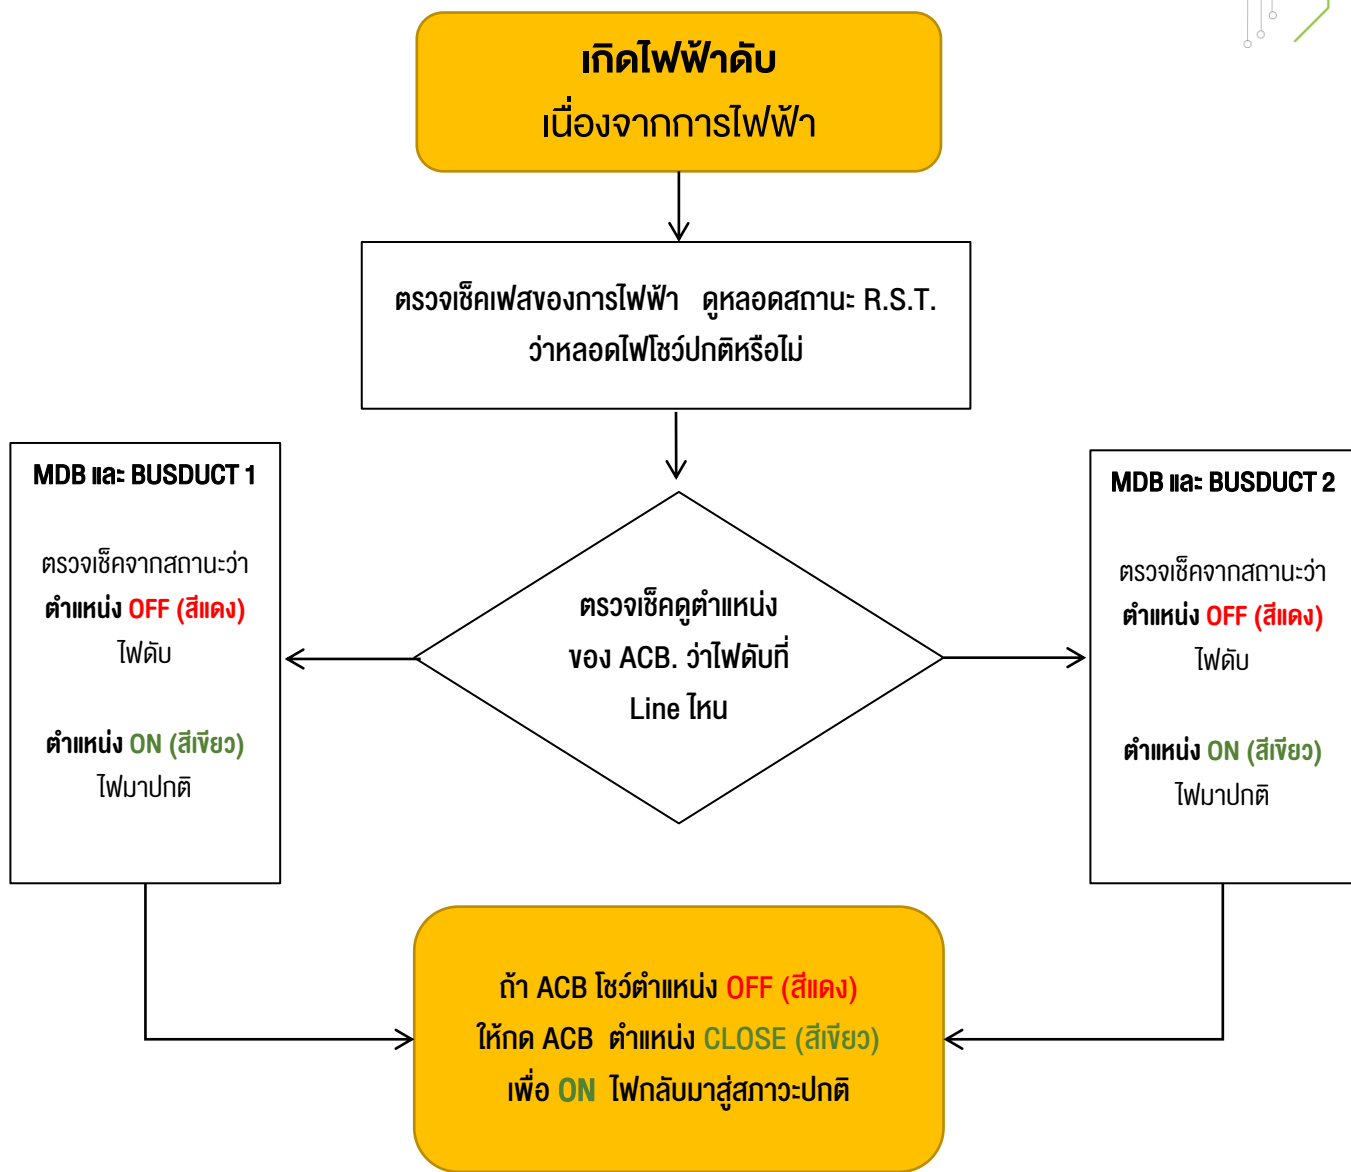 เกิดไฟฟ้าดับ
เนื่องจากการไฟฟ้า
ตรวจเช็คเฟสของการไฟฟ้า ดูหลอดสถานะ R.S.T.
ว่าหลอดไฟโชว์ปกติหรือไม่
MDB และ BUSDUCT 1
ตรวจเช็คจากสถานะว่า
ตำแหน่ง OFF (สีแดง)
ไฟดับ
ตำแหน่ง ON (สีเขียว)
ไฟมาปกติ
ตรวจเช็คดูตำแหน่ง
ของ ACB. ว่าไฟดับที่
Line ไหน
MDB และ BUSDUCT 2
ตรวจเช็คจากสถานะว่า
ตำแหน่ง OFF (สีแดง)
ไฟดับ
ตำแหน่ง ON (สีเขียว)
ไฟมาปกติ
ถ้า ACB โชว์ตำแหน่ง OFF (สีแดง)
ให้กด ACB ตำแหน่ง CLOSE (สีเขียว)
เพื่อ ON ไฟกลับมาสู่สภาวะปกติ